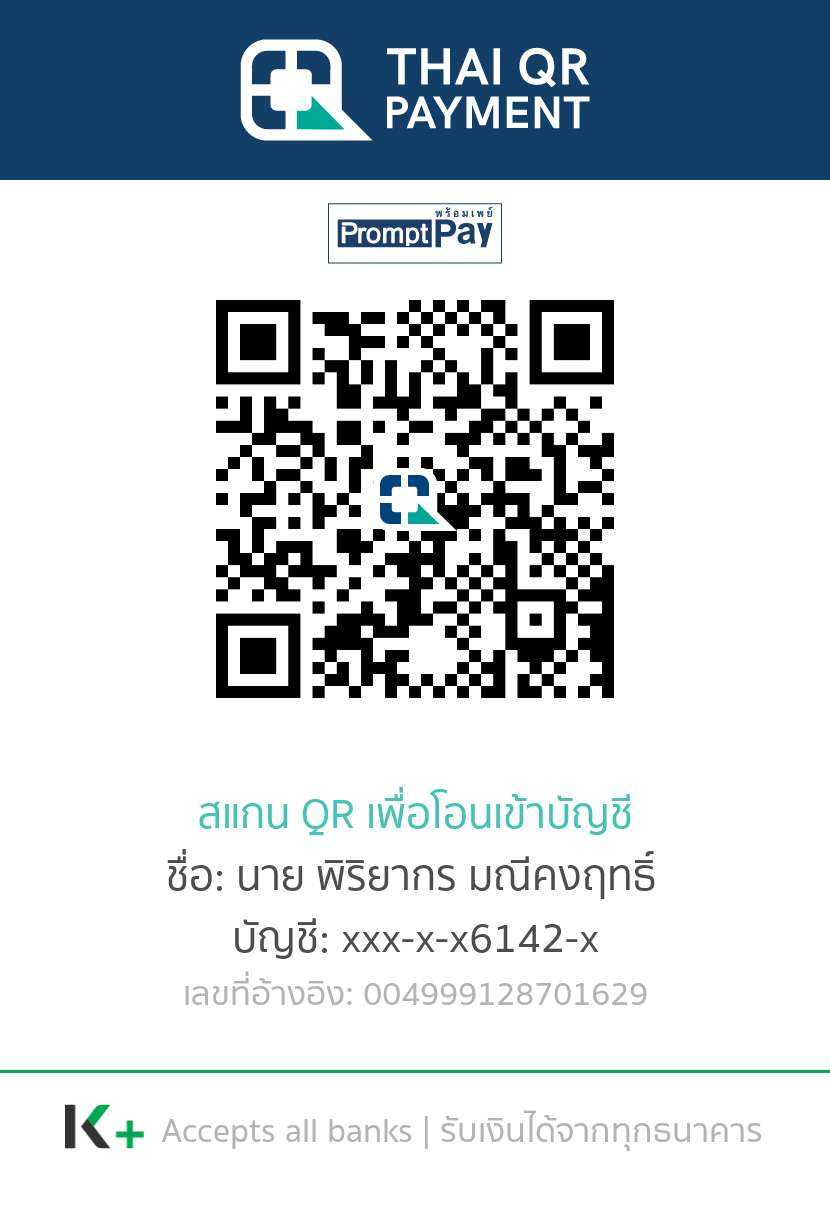 THAI QR
PAYMENT
พร้อมเพย์
PromptPay
สแกน QR เพื่อโอนเข้าบัญชี
ชื่อ: นาย พิริยากร มณีคงฤทธิ์
บัญชี: xxx-x-x6142-x
เลขที่อ้างอิง: 004999128701629
K+ Accepts all banks | รับเงินได้จากทุกธนาคาร